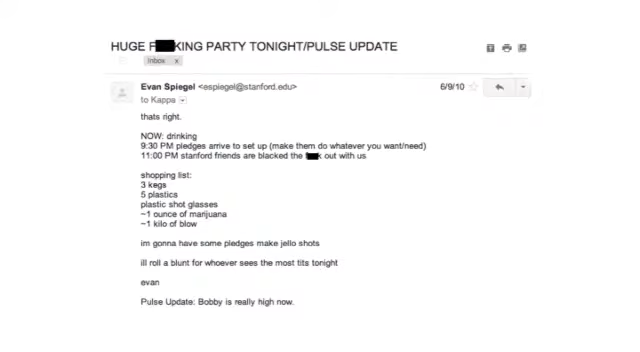 HUGE F KING PARTY TONIGHT/PULSE UPDATE
Inbox x
Evan Spiegel <espiegel@stanford.edu> 6/9/10
to Kappa
thats right.
NOW: drinking
9:30 PM pledges arrive to set up (make them do whatever you want/need)
11:00 PM stanford friends are blacked the f k out with us
shopping list:
3 kegs
5 plastics
plastic shot glasses
~1 ounce of marijuana
~1 kilo of blow
im gonna have some pledges make jello shots
ill roll a blunt for whoever sees the most tits tonight
evan
Pulse Update: Bobby is really high now.